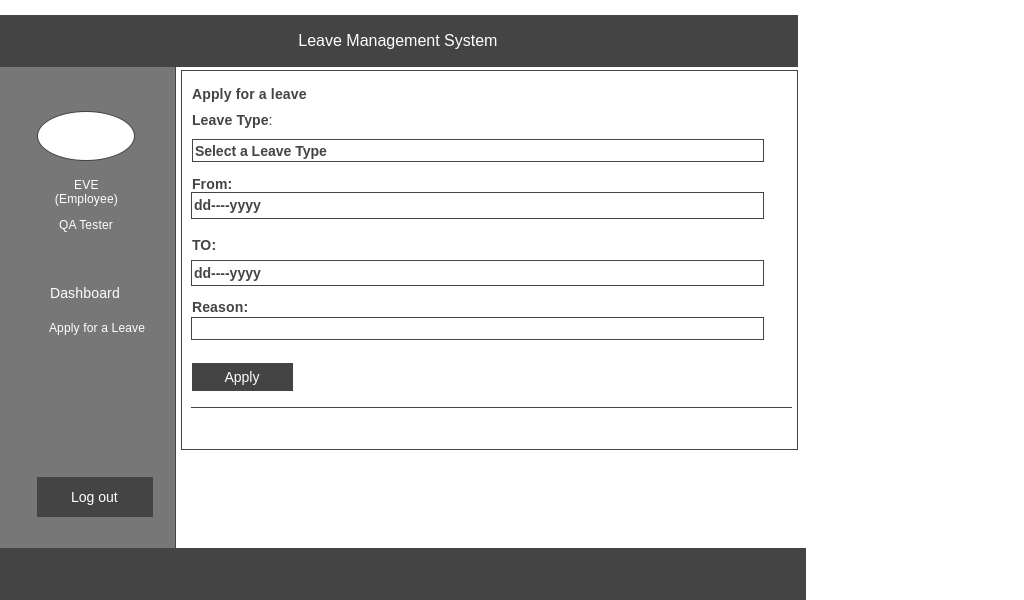 Leave Management System
EVE
(Employee)
QA Tester
Dashboard
Apply for a Leave
Log out
Apply for a leave
Leave Type:
Select a Leave Type
From:
dd----yyyy
TO:
dd----yyyy
Reason:
Apply